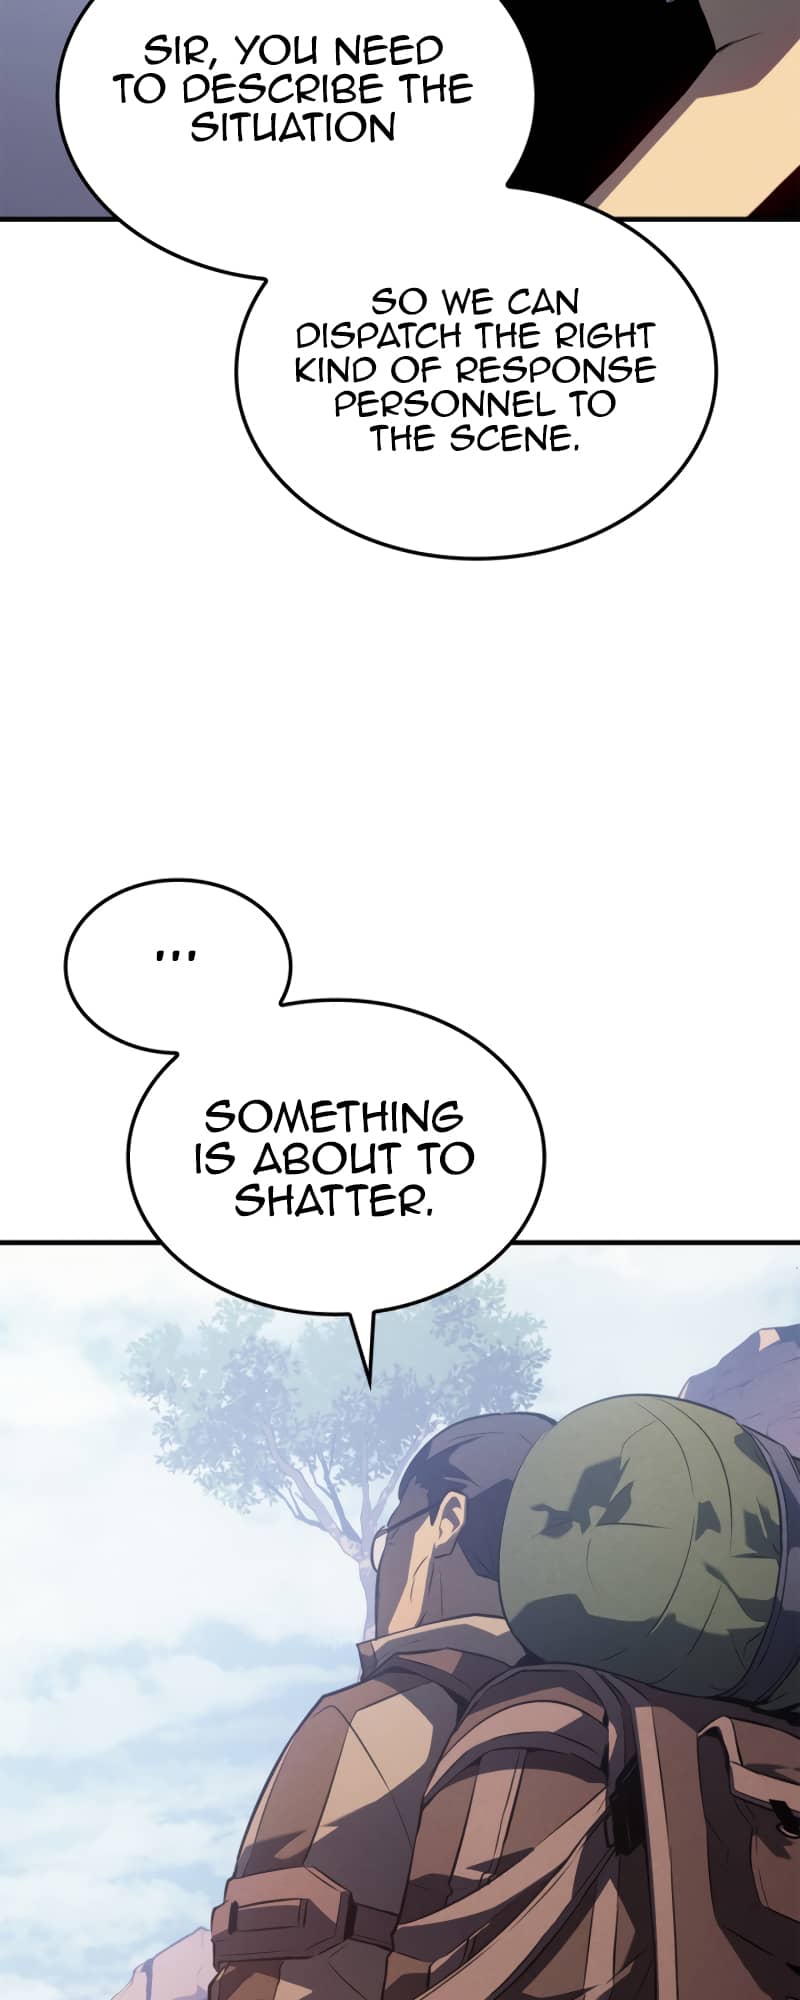 SIR, YOU NEED
TO DESCRIBE THE
SITUATION
SO WE CAN
DISPATCH THE RIGHT
KIND OF RESPONSE
PERSONNEL TO
THE SCENE.
...
SOMETHING
IS ABOUT TO
SHATTER.